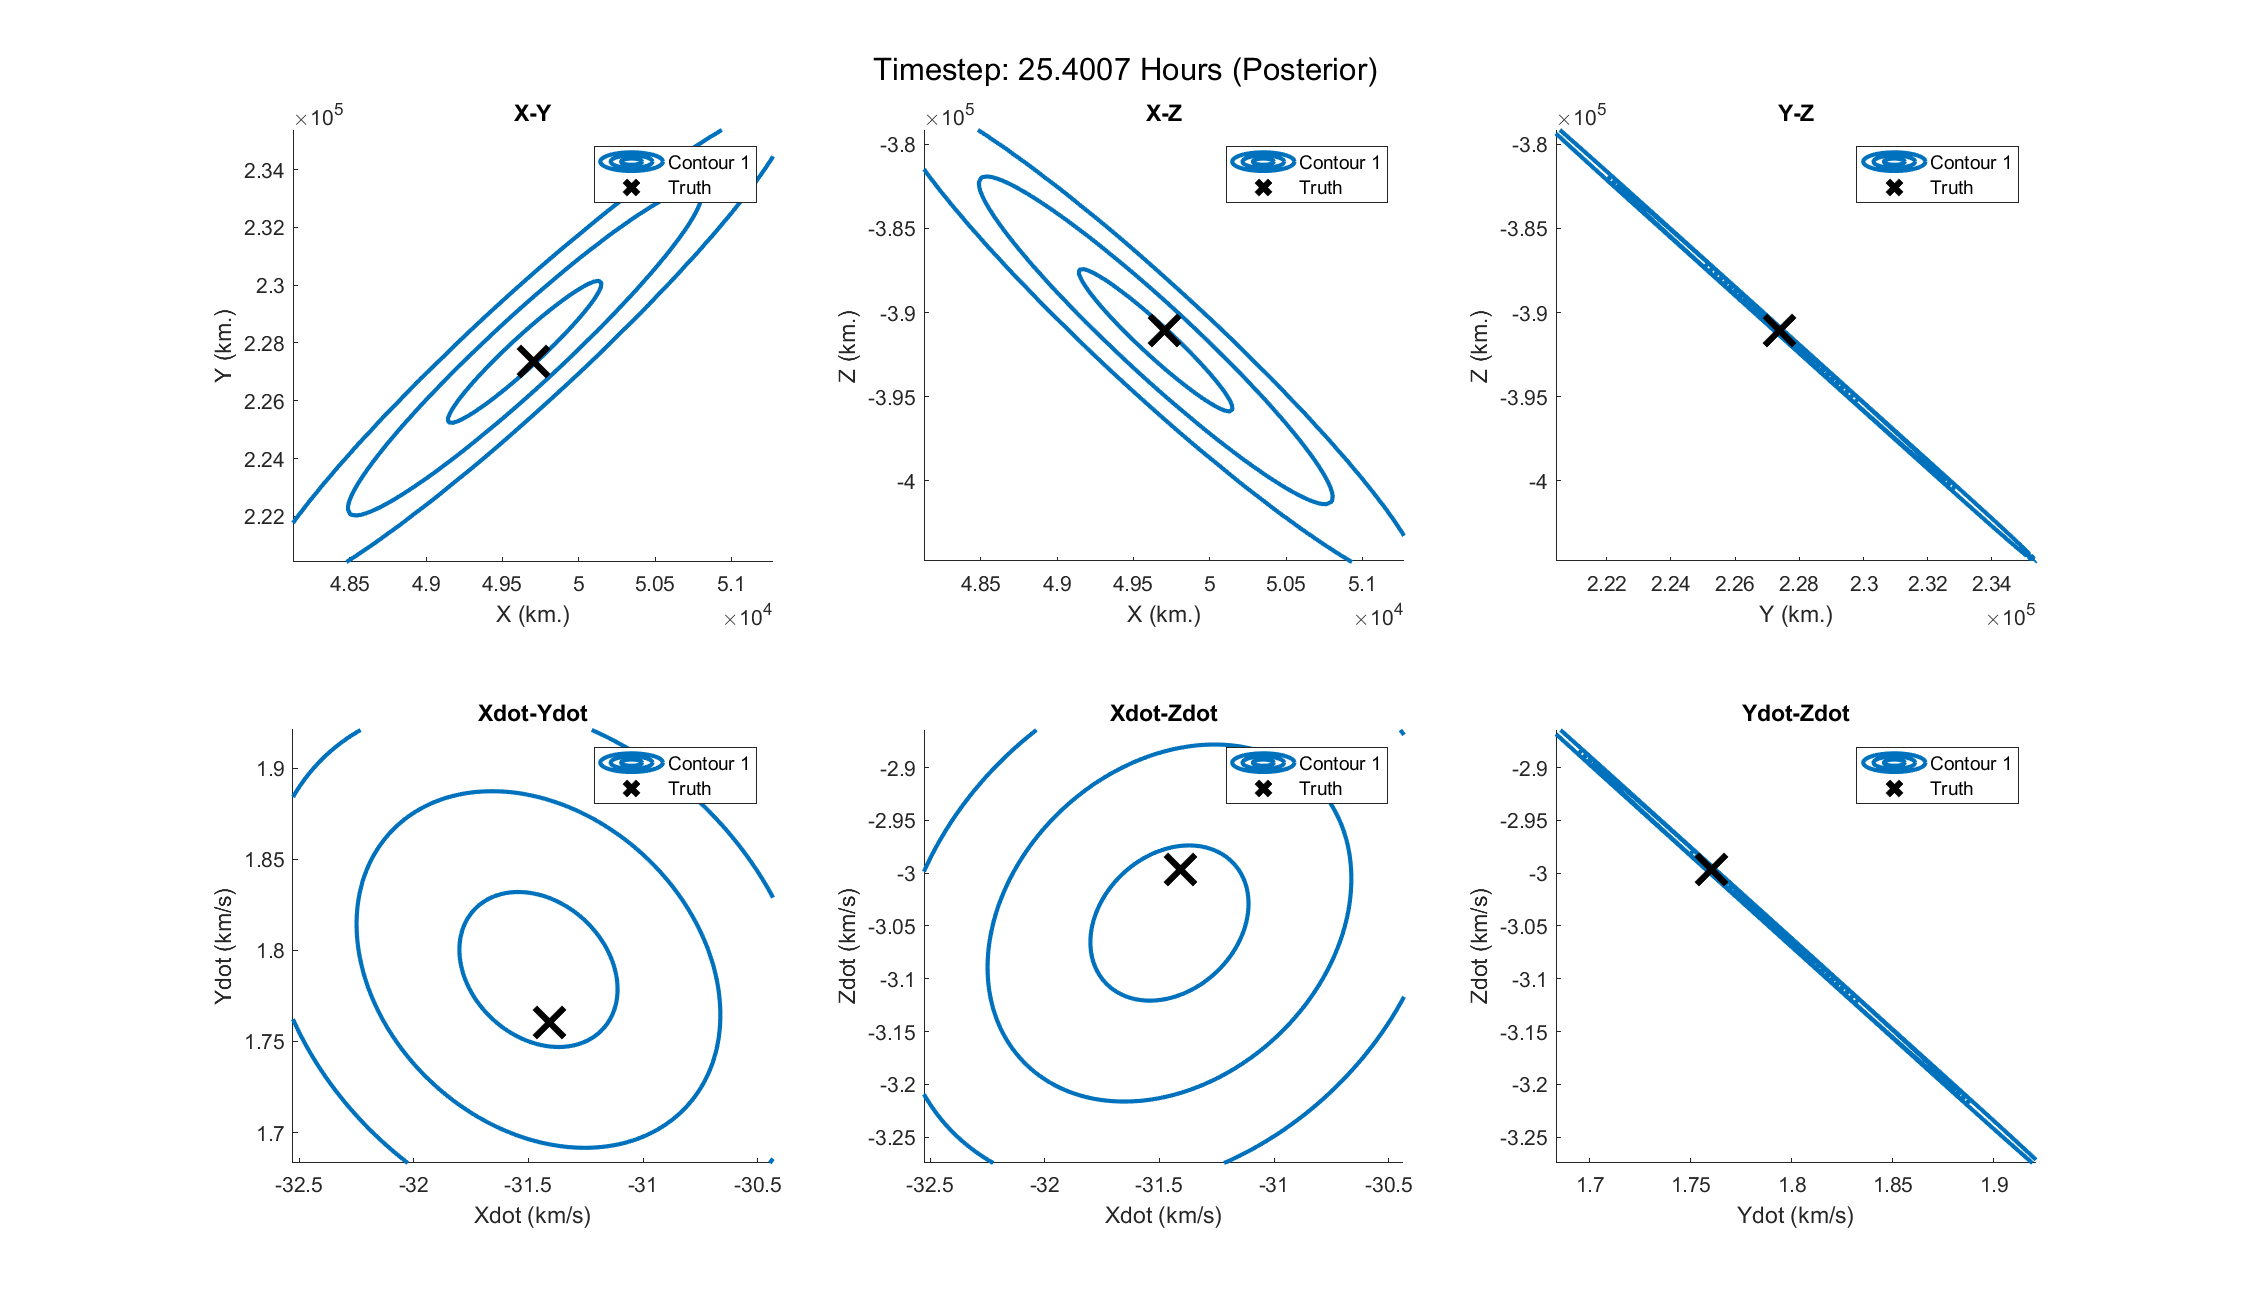 Timestep: 25.4007 Hours (Posterior)
X-Y
×10^5
Contour 1
Truth
2.34
2.32
2.3
2.28
2.26
2.24
2.22
Y (km.)
4.85 4.9 4.95 5 5.05 5.1
X (km.)
×10^4
X-Z
×10^5
Contour 1
Truth
-3.8
-3.85
-3.9
-3.95
-4
Z (km.)
4.85 4.9 4.95 5 5.05 5.1
X (km.)
×10^4
Y-Z
×10^5
Contour 1
Truth
-3.8
-3.85
-3.9
-3.95
-4
Z (km.)
2.22 2.24 2.26 2.28 2.3 2.32 2.34
Y (km.)
×10^5
Xdot-Ydot
Contour 1
Truth
1.9
1.85
1.8
1.75
1.7
Ydot (km/s)
-32.5 -32 -31.5 -31 -30.5
Xdot (km/s)
Xdot-Zdot
Contour 1
Truth
-2.9
-2.95
-3
-3.05
-3.1
-3.15
-3.2
-3.25
Zdot (km/s)
-32.5 -32 -31.5 -31 -30.5
Xdot (km/s)
Ydot-Zdot
Contour 1
Truth
-2.9
-2.95
-3
-3.05
-3.1
-3.15
-3.2
-3.25
Zdot (km/s)
1.7 1.75 1.8 1.85 1.9
Ydot (km/s)